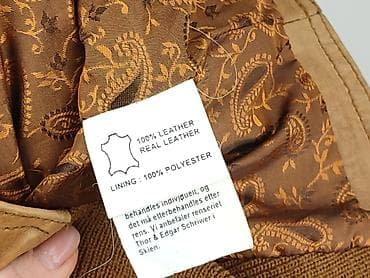 100% LEATHER
REAL LEATHER
LINING : 100% POLYESTER
behandles individuell, og
det må etterbehandles etter
rens. Vi anbefaler renseriet
Thor & Edgar Schriwer i
Skien.